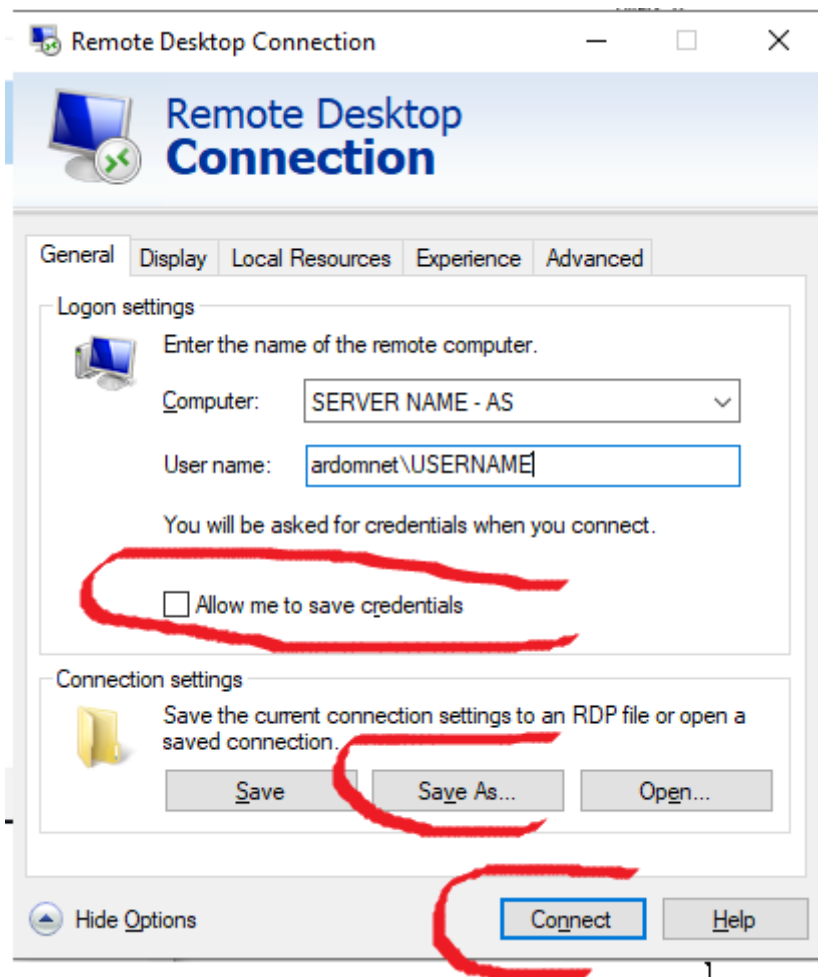 Remote Desktop Connection
Remote Desktop
Connection
General Display Local Resources Experience Advanced
Logon settings
Enter the name of the remote computer.
Computer: SERVER NAME - AS
User name: ardomnet\USERNAME
You will be asked for credentials when you connect.
Allow me to save credentials
Connection settings
Save the current connection settings to an RDP file or open a
saved connection.
Save Save As... Open...
Hide Options Connect Help